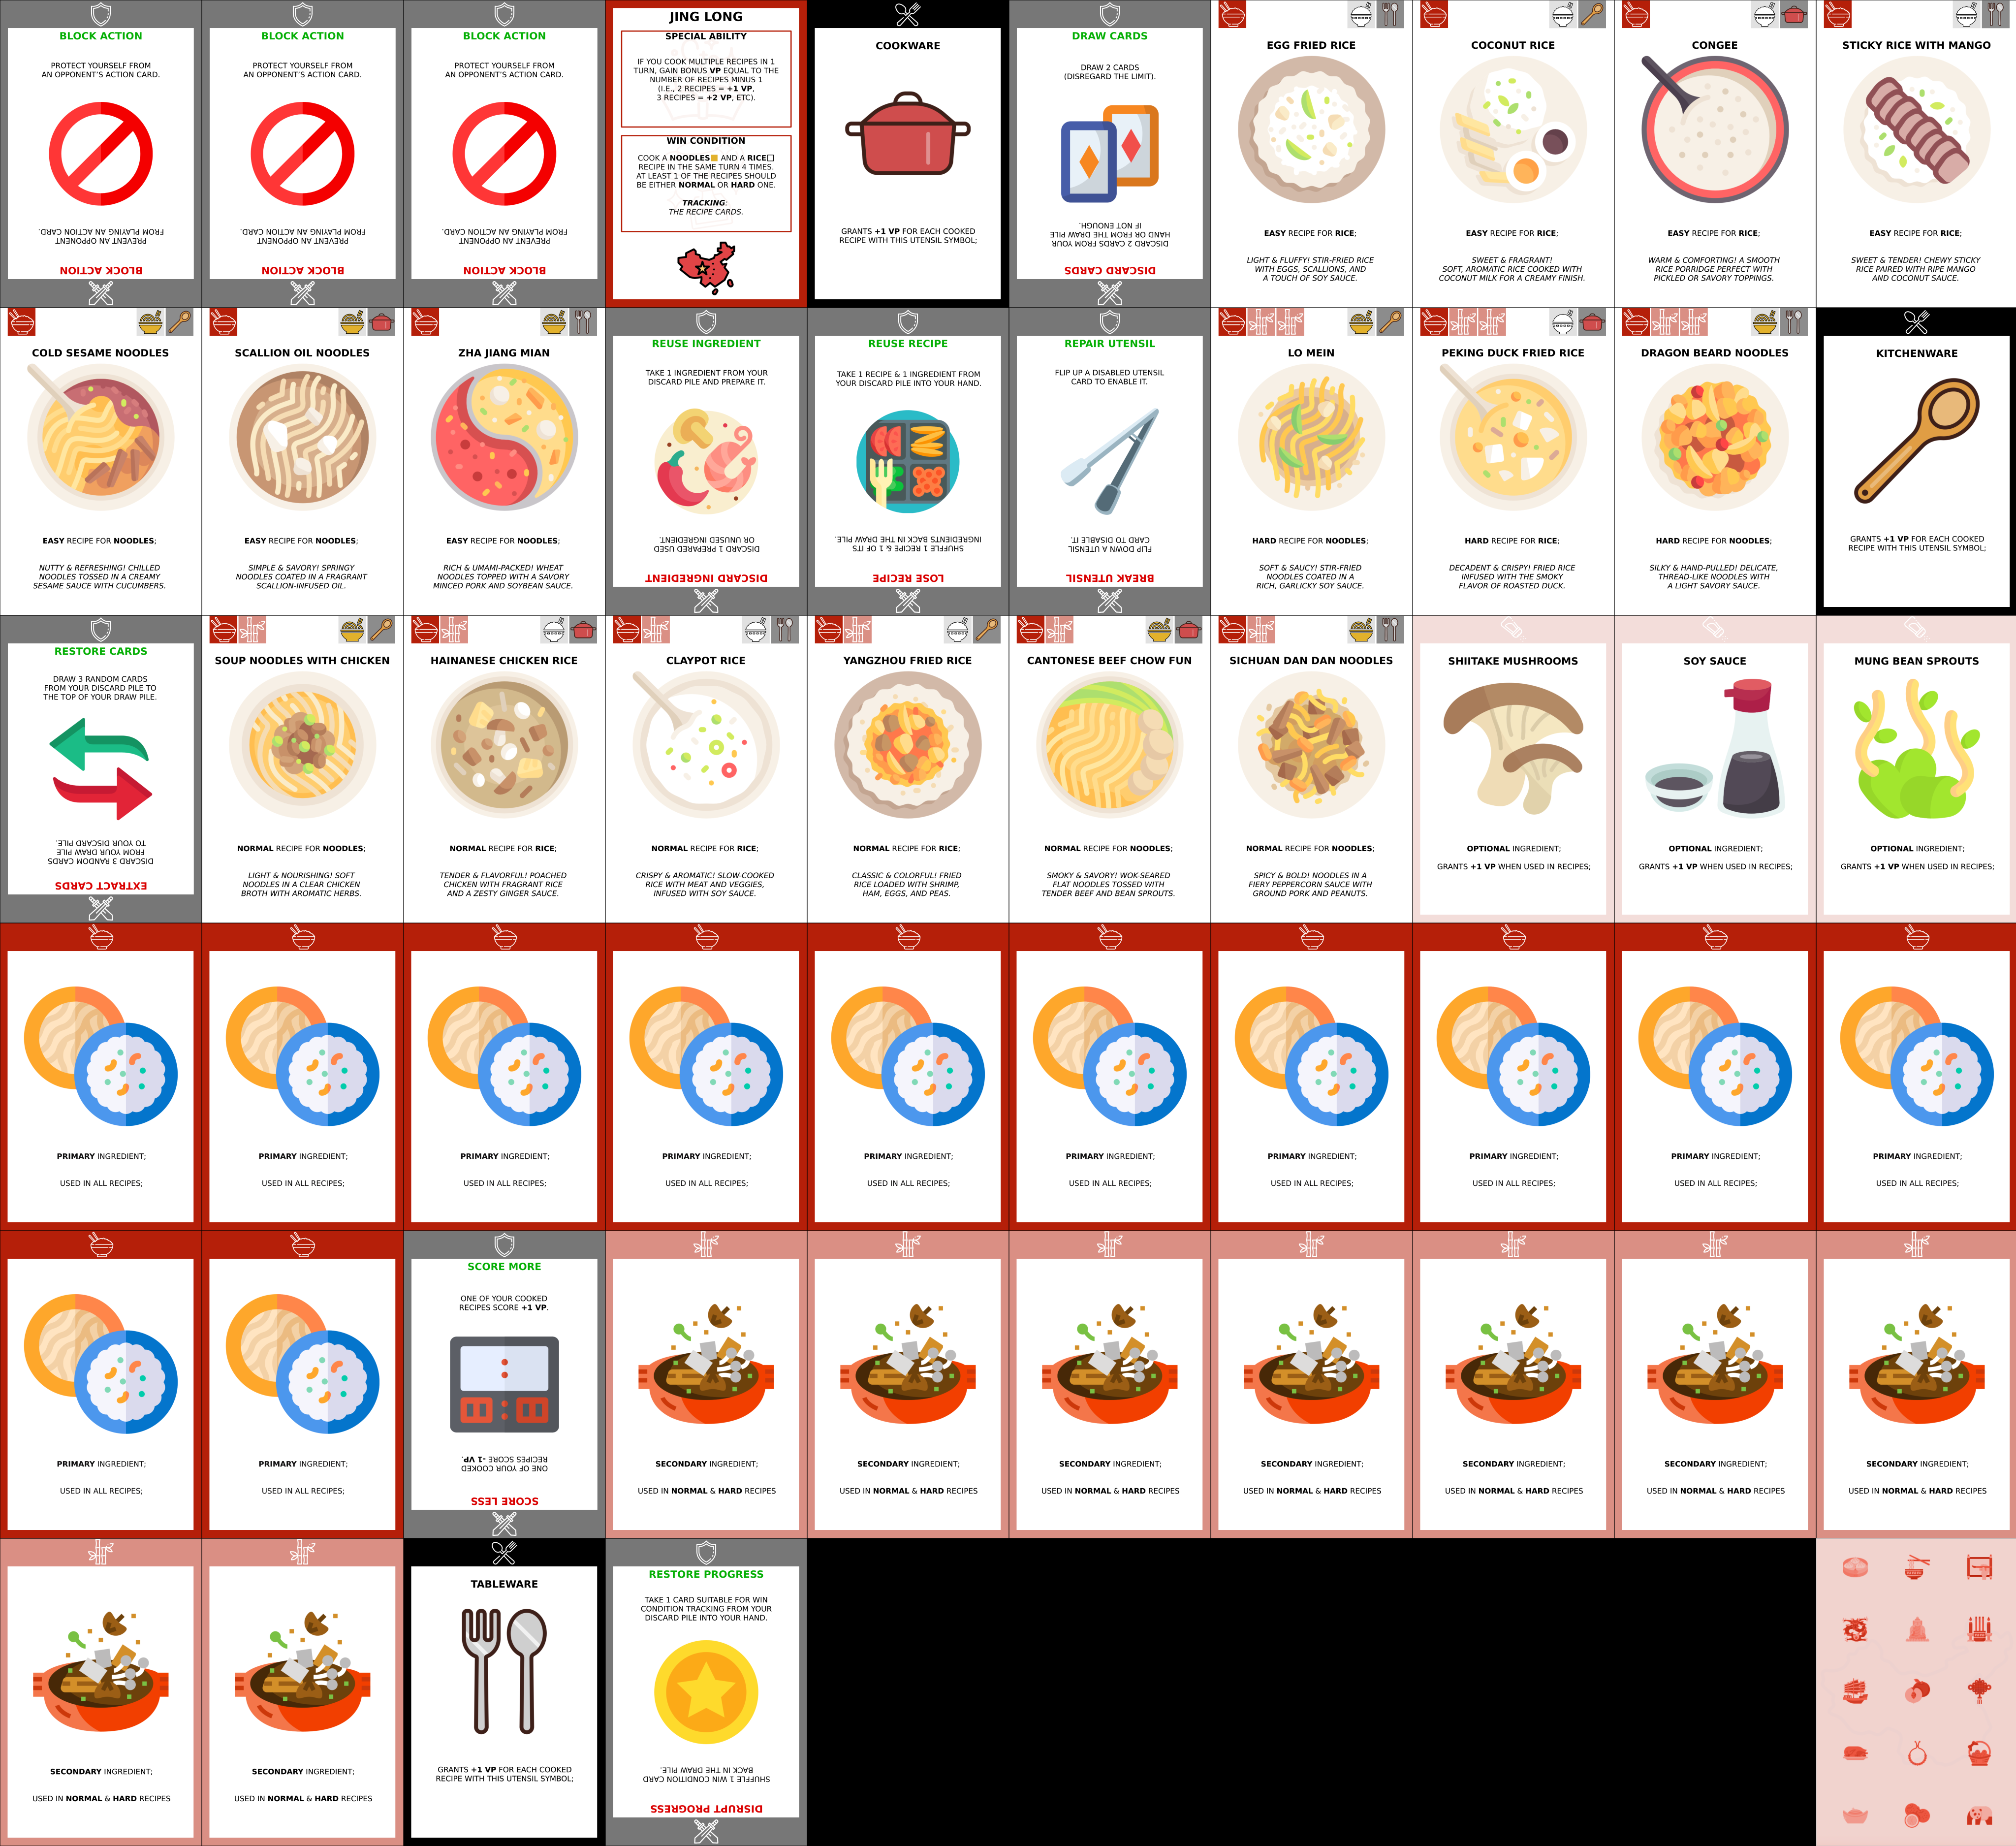 BLOCK ACTION
PROTECT YOURSELF FROM
AN OPPONENT'S ACTION CARD.
PREVENT AN OPPONENT
FROM PLAYING AN ACTION CARD.
BLOCK ACTION
BLOCK ACTION
PROTECT YOURSELF FROM
AN OPPONENT'S ACTION CARD.
PREVENT AN OPPONENT
FROM PLAYING AN ACTION CARD.
BLOCK ACTION
BLOCK ACTION
PROTECT YOURSELF FROM
AN OPPONENT'S ACTION CARD.
PREVENT AN OPPONENT
FROM PLAYING AN ACTION CARD.
BLOCK ACTION
JING LONG
SPECIAL ABILITY
IF YOU COOK MULTIPLE RECIPES IN 1
TURN, GAIN BONUS VP EQUAL TO THE
NUMBER OF RECIPES MINUS 1
(I.E., 2 RECIPES = +1 VP,
3 RECIPES = +2 VP, ETC).
WIN CONDITION
COOK A NOODLES AND A RICE
RECIPE IN THE SAME TURN 4 TIMES.
AT LEAST 1 OF THE RECIPES SHOULD
BE EITHER NORMAL OR HARD ONE.
TRACKING:
THE RECIPE CARDS.
COOKWARE
GRANTS +1 VP FOR EACH COOKED
RECIPE WITH THIS UTENSIL SYMBOL;
DRAW CARDS
DRAW 2 CARDS
(DISREGARD THE LIMIT).
DISCARD 2 CARDS FROM YOUR
HAND OR FROM THE DRAW PILE
IF NOT ENOUGH.
DISCARD CARDS
EGG FRIED RICE
EASY RECIPE FOR RICE;
LIGHT & FLUFFY! STIR-FRIED RICE
WITH EGGS, SCALLIONS, AND
A TOUCH OF SOY SAUCE.
COCONUT RICE
EASY RECIPE FOR RICE;
SWEET & FRAGRANT!
SOFT, AROMATIC RICE COOKED WITH
COCONUT MILK FOR A CREAMY FINISH.
CONGEE
EASY RECIPE FOR RICE;
WARM & COMFORTING! A SMOOTH
RICE PORRIDGE PERFECT WITH
PICKLED OR SAVORY TOPPINGS.
STICKY RICE WITH MANGO
EASY RECIPE FOR RICE;
SWEET & TENDER! CHEWY STICKY
RICE PAIRED WITH RIPE MANGO
AND COCONUT SAUCE.
COLD SESAME NOODLES
EASY RECIPE FOR NOODLES;
NUTTY & REFRESHING! CHILLED
NOODLES TOSSED IN A CREAMY
SESAME SAUCE WITH CUCUMBERS.
SCALLION OIL NOODLES
EASY RECIPE FOR NOODLES;
SIMPLE & SAVORY! SPRINGY
NOODLES COATED IN A FRAGRANT
SCALLION-INFUSED OIL.
ZHA JIANG MIAN
EASY RECIPE FOR NOODLES;
RICH & UMAMI-PACKED! WHEAT
NOODLES TOPPED WITH A SAVORY
MINCED PORK AND SOYBEAN SAUCE.
REUSE INGREDIENT
TAKE 1 INGREDIENT FROM YOUR
DISCARD PILE AND PREPARE IT.
DISCARD 1 PREPARED USED
OR UNUSED INGREDIENT.
DISCARD INGREDIENT
REUSE RECIPE
TAKE 1 RECIPE & 1 INGREDIENT FROM
YOUR DISCARD PILE INTO YOUR HAND.
SHUFFLE 1 RECIPE & 1 OF ITS
INGREDIENTS BACK IN THE DRAW PILE.
LOSE RECIPE
REPAIR UTENSIL
FLIP UP A DISABLED UTENSIL
CARD TO ENABLE IT.
FLIP DOWN A UTENSIL
CARD TO DISABLE IT.
BREAK UTENSIL
LO MEIN
HARD RECIPE FOR NOODLES;
SOFT & SAUCY! STIR-FRIED
NOODLES COATED IN A
RICH, GARLICKY SOY SAUCE.
PEKING DUCK FRIED RICE
HARD RECIPE FOR RICE;
DECADENT & CRISPY! FRIED RICE
INFUSED WITH THE SMOKY
FLAVOR OF ROASTED DUCK.
DRAGON BEARD NOODLES
HARD RECIPE FOR NOODLES;
SILKY & HAND-PULLED! DELICATE,
THREAD-LIKE NOODLES WITH
A LIGHT SAVORY SAUCE.
KITCHENWARE
GRANTS +1 VP FOR EACH COOKED
RECIPE WITH THIS UTENSIL SYMBOL;
RESTORE CARDS
DRAW 3 RANDOM CARDS
FROM YOUR DISCARD PILE TO
THE TOP OF YOUR DRAW PILE.
DISCARD 3 RANDOM CARDS
FROM YOUR DRAW PILE
TO YOUR DISCARD PILE.
EXTRACT CARDS
SOUP NOODLES WITH CHICKEN
NORMAL RECIPE FOR NOODLES;
LIGHT & NOURISHING! SOFT
NOODLES IN A CLEAR CHICKEN
BROTH WITH AROMATIC HERBS.
HAINANESE CHICKEN RICE
NORMAL RECIPE FOR RICE;
TENDER & FLAVORFUL! POACHED
CHICKEN WITH FRAGRANT RICE
AND A ZESTY GINGER SAUCE.
CLAYPOT RICE
NORMAL RECIPE FOR RICE;
CRISPY & AROMATIC! SLOW-COOKED
RICE WITH MEAT AND VEGGIES,
INFUSED WITH SOY SAUCE.
YANGZHOU FRIED RICE
NORMAL RECIPE FOR RICE;
CLASSIC & COLORFUL! FRIED
RICE LOADED WITH SHRIMP,
HAM, EGGS, AND PEAS.
CANTONESE BEEF CHOW FUN
NORMAL RECIPE FOR NOODLES;
SMOKY & SAVORY! WOK-SEARED
FLAT NOODLES TOSSED WITH
TENDER BEEF AND BEAN SPROUTS.
SICHUAN DAN DAN NOODLES
NORMAL RECIPE FOR NOODLES;
SPICY & BOLD! NOODLES IN A
FIERY PEPPERCORN SAUCE WITH
GROUND PORK AND PEANUTS.
SHIITAKE MUSHROOMS
OPTIONAL INGREDIENT;
GRANTS +1 VP WHEN USED IN RECIPES;
SOY SAUCE
OPTIONAL INGREDIENT;
GRANTS +1 VP WHEN USED IN RECIPES;
MUNG BEAN SPROUTS
OPTIONAL INGREDIENT;
GRANTS +1 VP WHEN USED IN RECIPES;
PRIMARY INGREDIENT;
USED IN ALL RECIPES;
PRIMARY INGREDIENT;
USED IN ALL RECIPES;
PRIMARY INGREDIENT;
USED IN ALL RECIPES;
PRIMARY INGREDIENT;
USED IN ALL RECIPES;
PRIMARY INGREDIENT;
USED IN ALL RECIPES;
PRIMARY INGREDIENT;
USED IN ALL RECIPES;
PRIMARY INGREDIENT;
USED IN ALL RECIPES;
PRIMARY INGREDIENT;
USED IN ALL RECIPES;
PRIMARY INGREDIENT;
USED IN ALL RECIPES;
PRIMARY INGREDIENT;
USED IN ALL RECIPES;
PRIMARY INGREDIENT;
USED IN ALL RECIPES;
PRIMARY INGREDIENT;
USED IN ALL RECIPES;
SCORE MORE
ONE OF YOUR COOKED
RECIPES SCORE +1 VP.
ONE OF YOUR COOKED
RECIPES SCORE -1 VP.
SCORE LESS
SECONDARY INGREDIENT;
USED IN NORMAL & HARD RECIPES
SECONDARY INGREDIENT;
USED IN NORMAL & HARD RECIPES
SECONDARY INGREDIENT;
USED IN NORMAL & HARD RECIPES
SECONDARY INGREDIENT;
USED IN NORMAL & HARD RECIPES
SECONDARY INGREDIENT;
USED IN NORMAL & HARD RECIPES
SECONDARY INGREDIENT;
USED IN NORMAL & HARD RECIPES
SECONDARY INGREDIENT;
USED IN NORMAL & HARD RECIPES
SECONDARY INGREDIENT;
USED IN NORMAL & HARD RECIPES
SECONDARY INGREDIENT;
USED IN NORMAL & HARD RECIPES
TABLEWARE
GRANTS +1 VP FOR EACH COOKED
RECIPE WITH THIS UTENSIL SYMBOL;
RESTORE PROGRESS
TAKE 1 CARD SUITABLE FOR WIN
CONDITION TRACKING FROM YOUR
DISCARD PILE INTO YOUR HAND.
SHUFFLE 1 WIN CONDITION CARD
BACK IN THE DRAW PILE.
DISRUPT PROGRESS